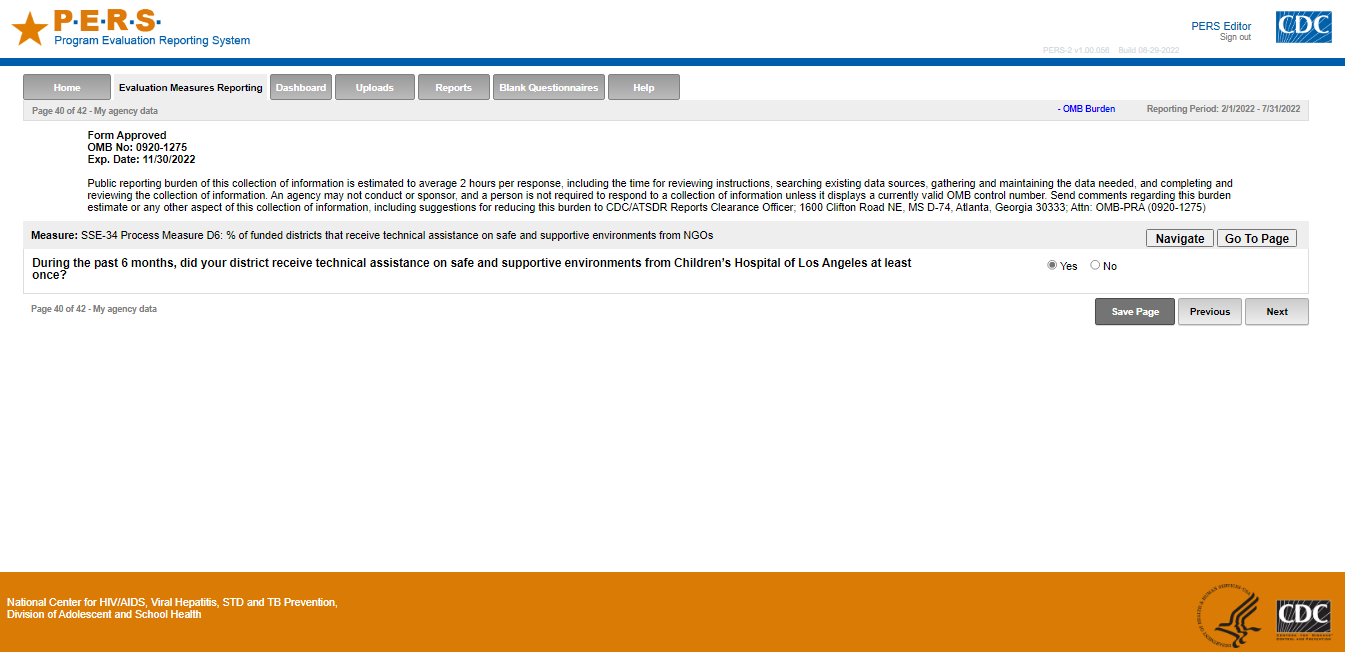 P·E·R·S·
Program Evaluation Reporting System
PERS Editor
Sign out
CDC
PERS-2 v1.00.056 Build 08-29-2022
Home Evaluation Measures Reporting Dashboard Uploads Reports Blank Questionnaires Help
Page 40 of 42 - My agency data - OMB Burden Reporting Period: 2/1/2022 - 7/31/2022
Form Approved
OMB No: 0920-1275
Exp. Date: 11/30/2022
Public reporting burden of this collection of information is estimated to average 2 hours per response, including the time for reviewing instructions, searching existing data sources, gathering and maintaining the data needed, and completing and
reviewing the collection of information. An agency may not conduct or sponsor, and a person is not required to respond to a collection of information unless it displays a currently valid OMB control number. Send comments regarding this burden
estimate or any other aspect of this collection of information, including suggestions for reducing this burden to CDC/ATSDR Reports Clearance Officer; 1600 Clifton Road NE, MS D-74, Atlanta, Georgia 30333; Attn: OMB-PRA (0920-1275)
Measure: SSE-34 Process Measure D6: % of funded districts that receive technical assistance on safe and supportive environments from NGOs
Navigate Go To Page
During the past 6 months, did your district receive technical assistance on safe and supportive environments from Children's Hospital of Los Angeles at least
once?
Yes No
Page 40 of 42 - My agency data
Save Page Previous Next
National Center for HIV/AIDS, Viral Hepatitis, STD and TB Prevention,
Division of Adolescent and School Health
CDC